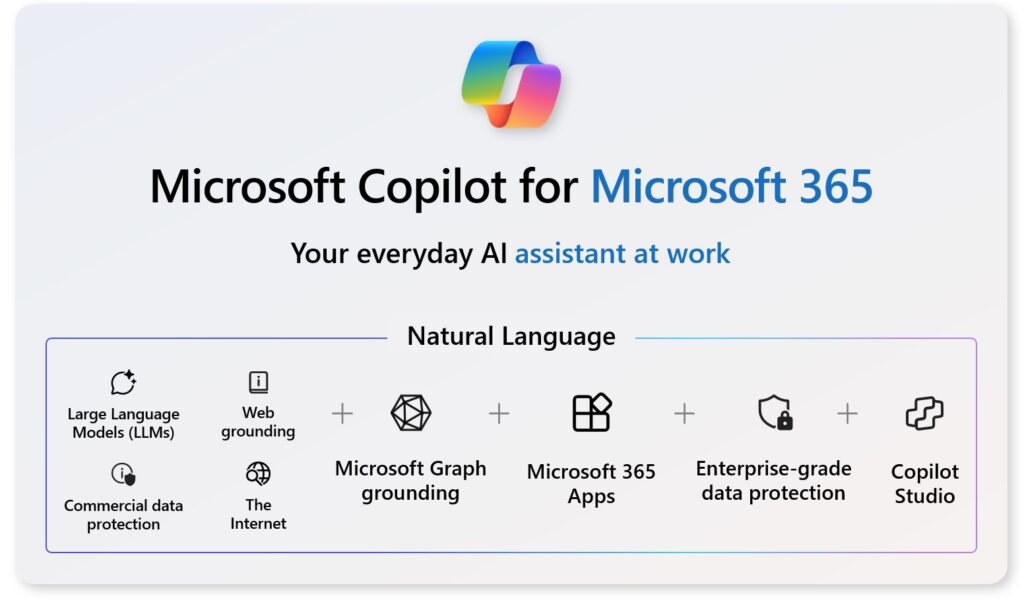 Microsoft Copilot for Microsoft 365
Your everyday AI assistant at work
Natural Language
Large Language
Models (LLMs)
Web
grounding
Commercial data
protection
The
Internet
Microsoft Graph
grounding
Microsoft 365
Apps
Enterprise-grade
data protection
Copilot
Studio